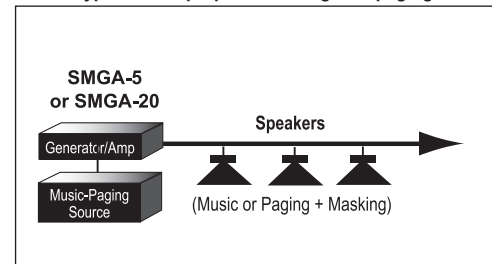 SMGA-5
or SMGA-20
Generator/Amp
Speakers
Music-Paging
Source
(Music or Paging + Masking)